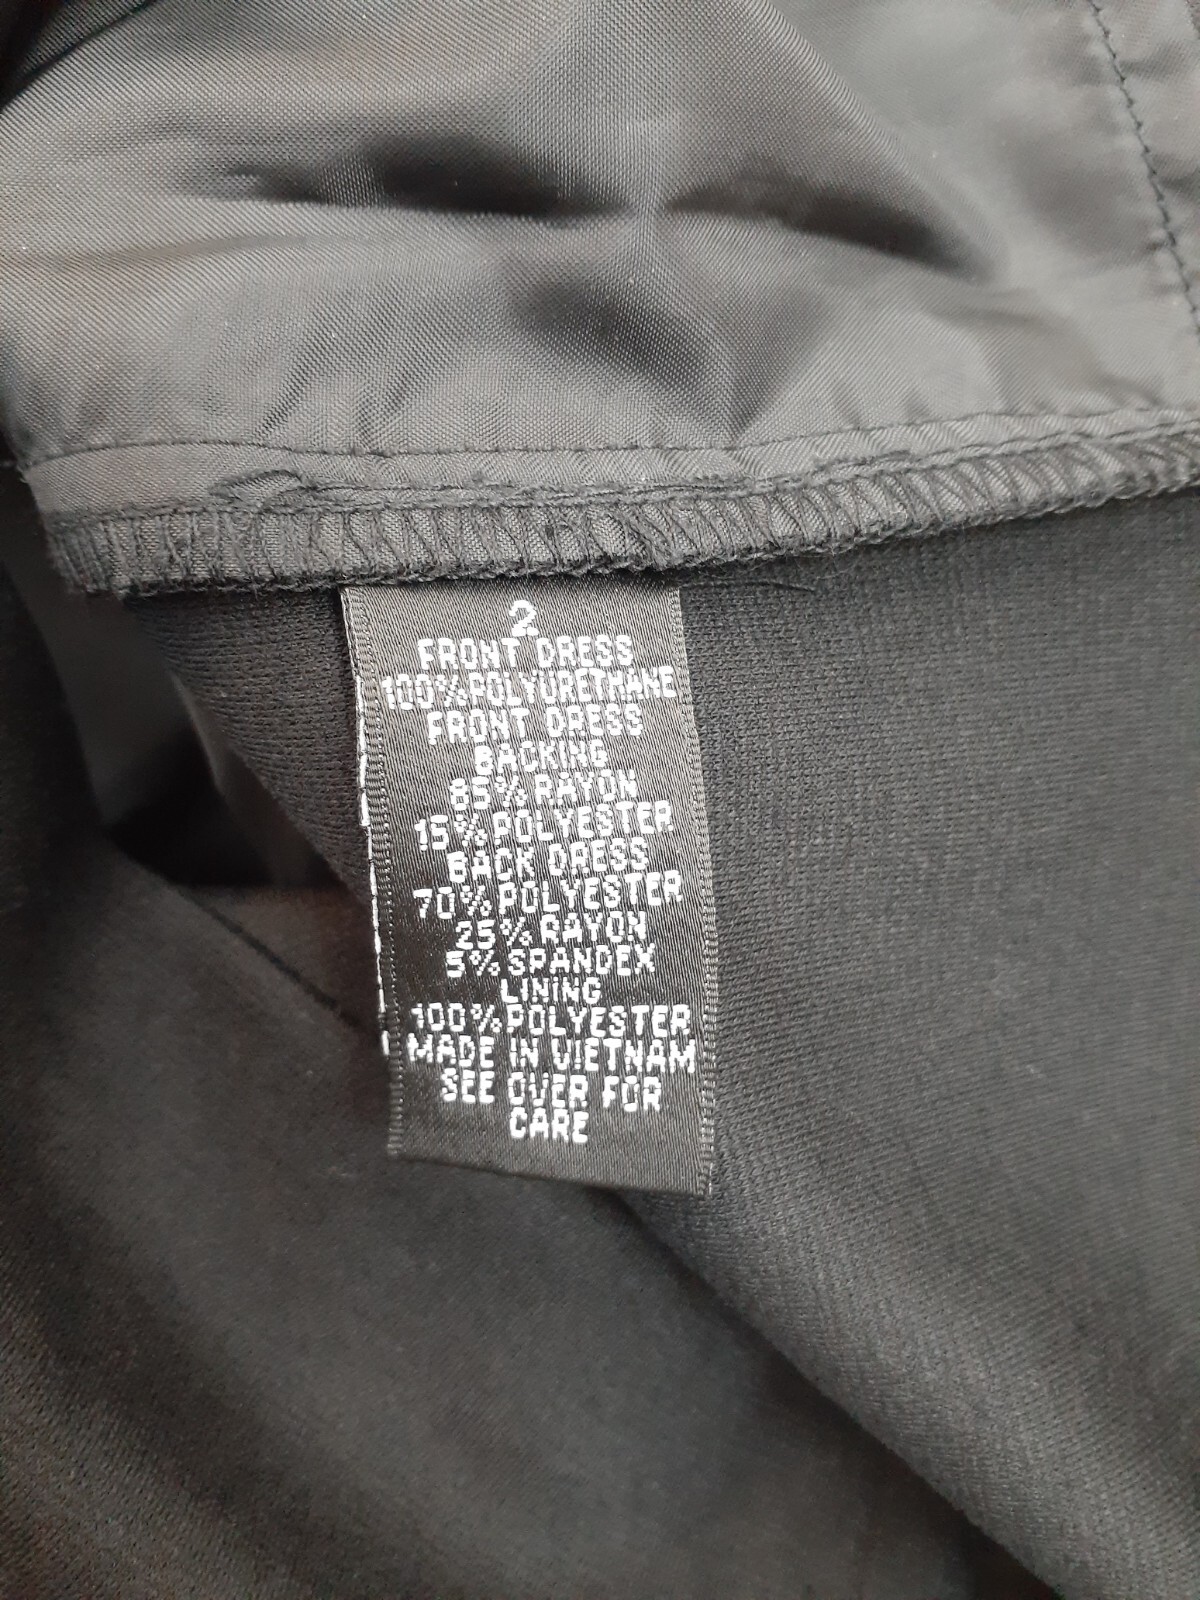 2
FRONT DRESS
100% POLYURETHANE
FRONT DRESS
BACKING
85% RAYON
15% POLYESTER
BACK DRESS
70% POLYESTER
25% RAYON
5% SPANDEX
LINING
100% POLYESTER
MADE IN VIETNAM
SEE OVER FOR
CARE